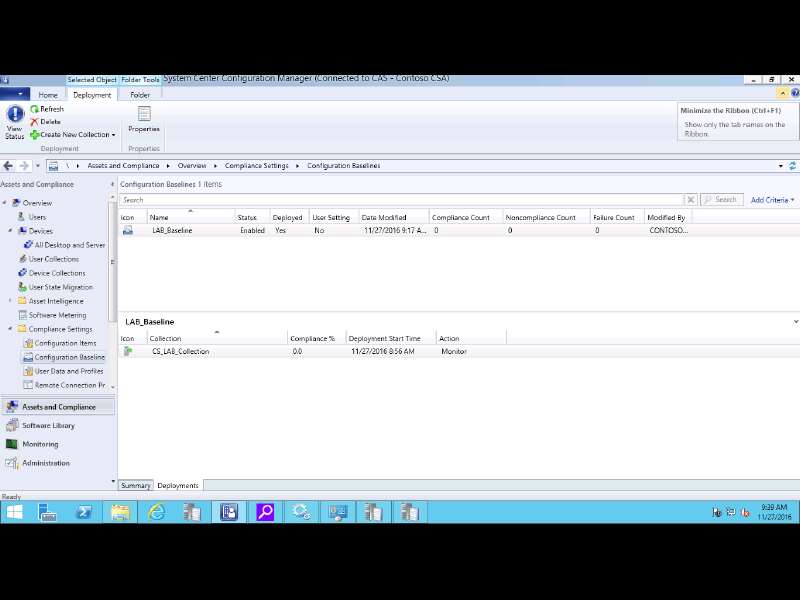 Selected Object Folder Tools System Center Configuration Manager (Connected to CAS - Contoso CSA)
Home Deployment Folder
View Status
Refresh
Delete
Create New Collection
Deployment
Properties
Properties
Minimize the Ribbon (Ctrl+F1)
Show only the tab names on the
Ribbon.
\ Assets and Compliance Overview Compliance Settings Configuration Baselines
Assets and Compliance
Overview
Users
Devices
All Desktop and Server
User Collections
Device Collections
User State Migration
Asset Intelligence
Software Metering
Compliance Settings
Configuration Items
Configuration Baseline
User Data and Profiles
Remote Connection Pr
Assets and Compliance
Software Library
Monitoring
Administration
Configuration Baselines 1 items
Search Search Add Criteria
Icon Name Status Deployed User Setting Date Modified Compliance Count Noncompliance Count Failure Count Modified By
LAB_Baseline Enabled Yes No 11/27/2016 9:17 A... 0 0 0 CONTOSO...
LAB_Baseline
Icon Collection Compliance % Deployment Start Time Action
CS_LAB_Collection 0.0 11/27/2016 8:56 AM Monitor
Summary Deployments
Ready
9:39 AM
11/27/2016